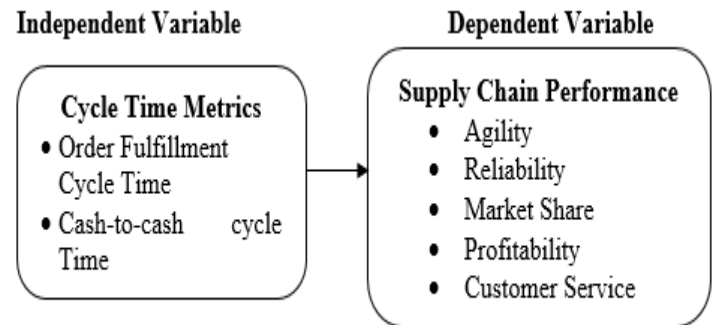 Independent Variable
Cycle Time Metrics
• Order Fulfillment
Cycle Time
• Cash-to-cash cycle
Time
Dependent Variable
Supply Chain Performance
• Agility
• Reliability
• Market Share
• Profitability
• Customer Service